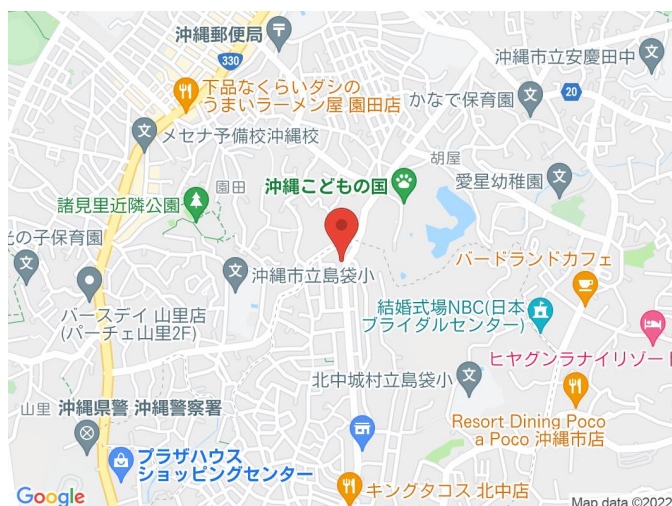 沖縄郵便局
330
沖縄市立安慶田中
下品なくらいダシの
うまいラーメン屋 園田店
かなで保育園
20
メセナ予備校沖縄校
胡屋
園田
沖縄こどもの国
愛星幼稚園
諸見里近隣公園
光の子保育園
バードランドカフェ
沖縄市立島袋小
バースデイ 山里店
(パーチェ山里2F)
結婚式場NBC(日本
ブライダルセンター)
ヒヤグンラナイリゾート
北中城村立島袋小
山里
沖縄県警 沖縄警察署
Resort Dining Poco
a Poco 沖縄市店
プラザハウス
ショッピングセンター
キングタコス 北中店
Google
Map data ©2022